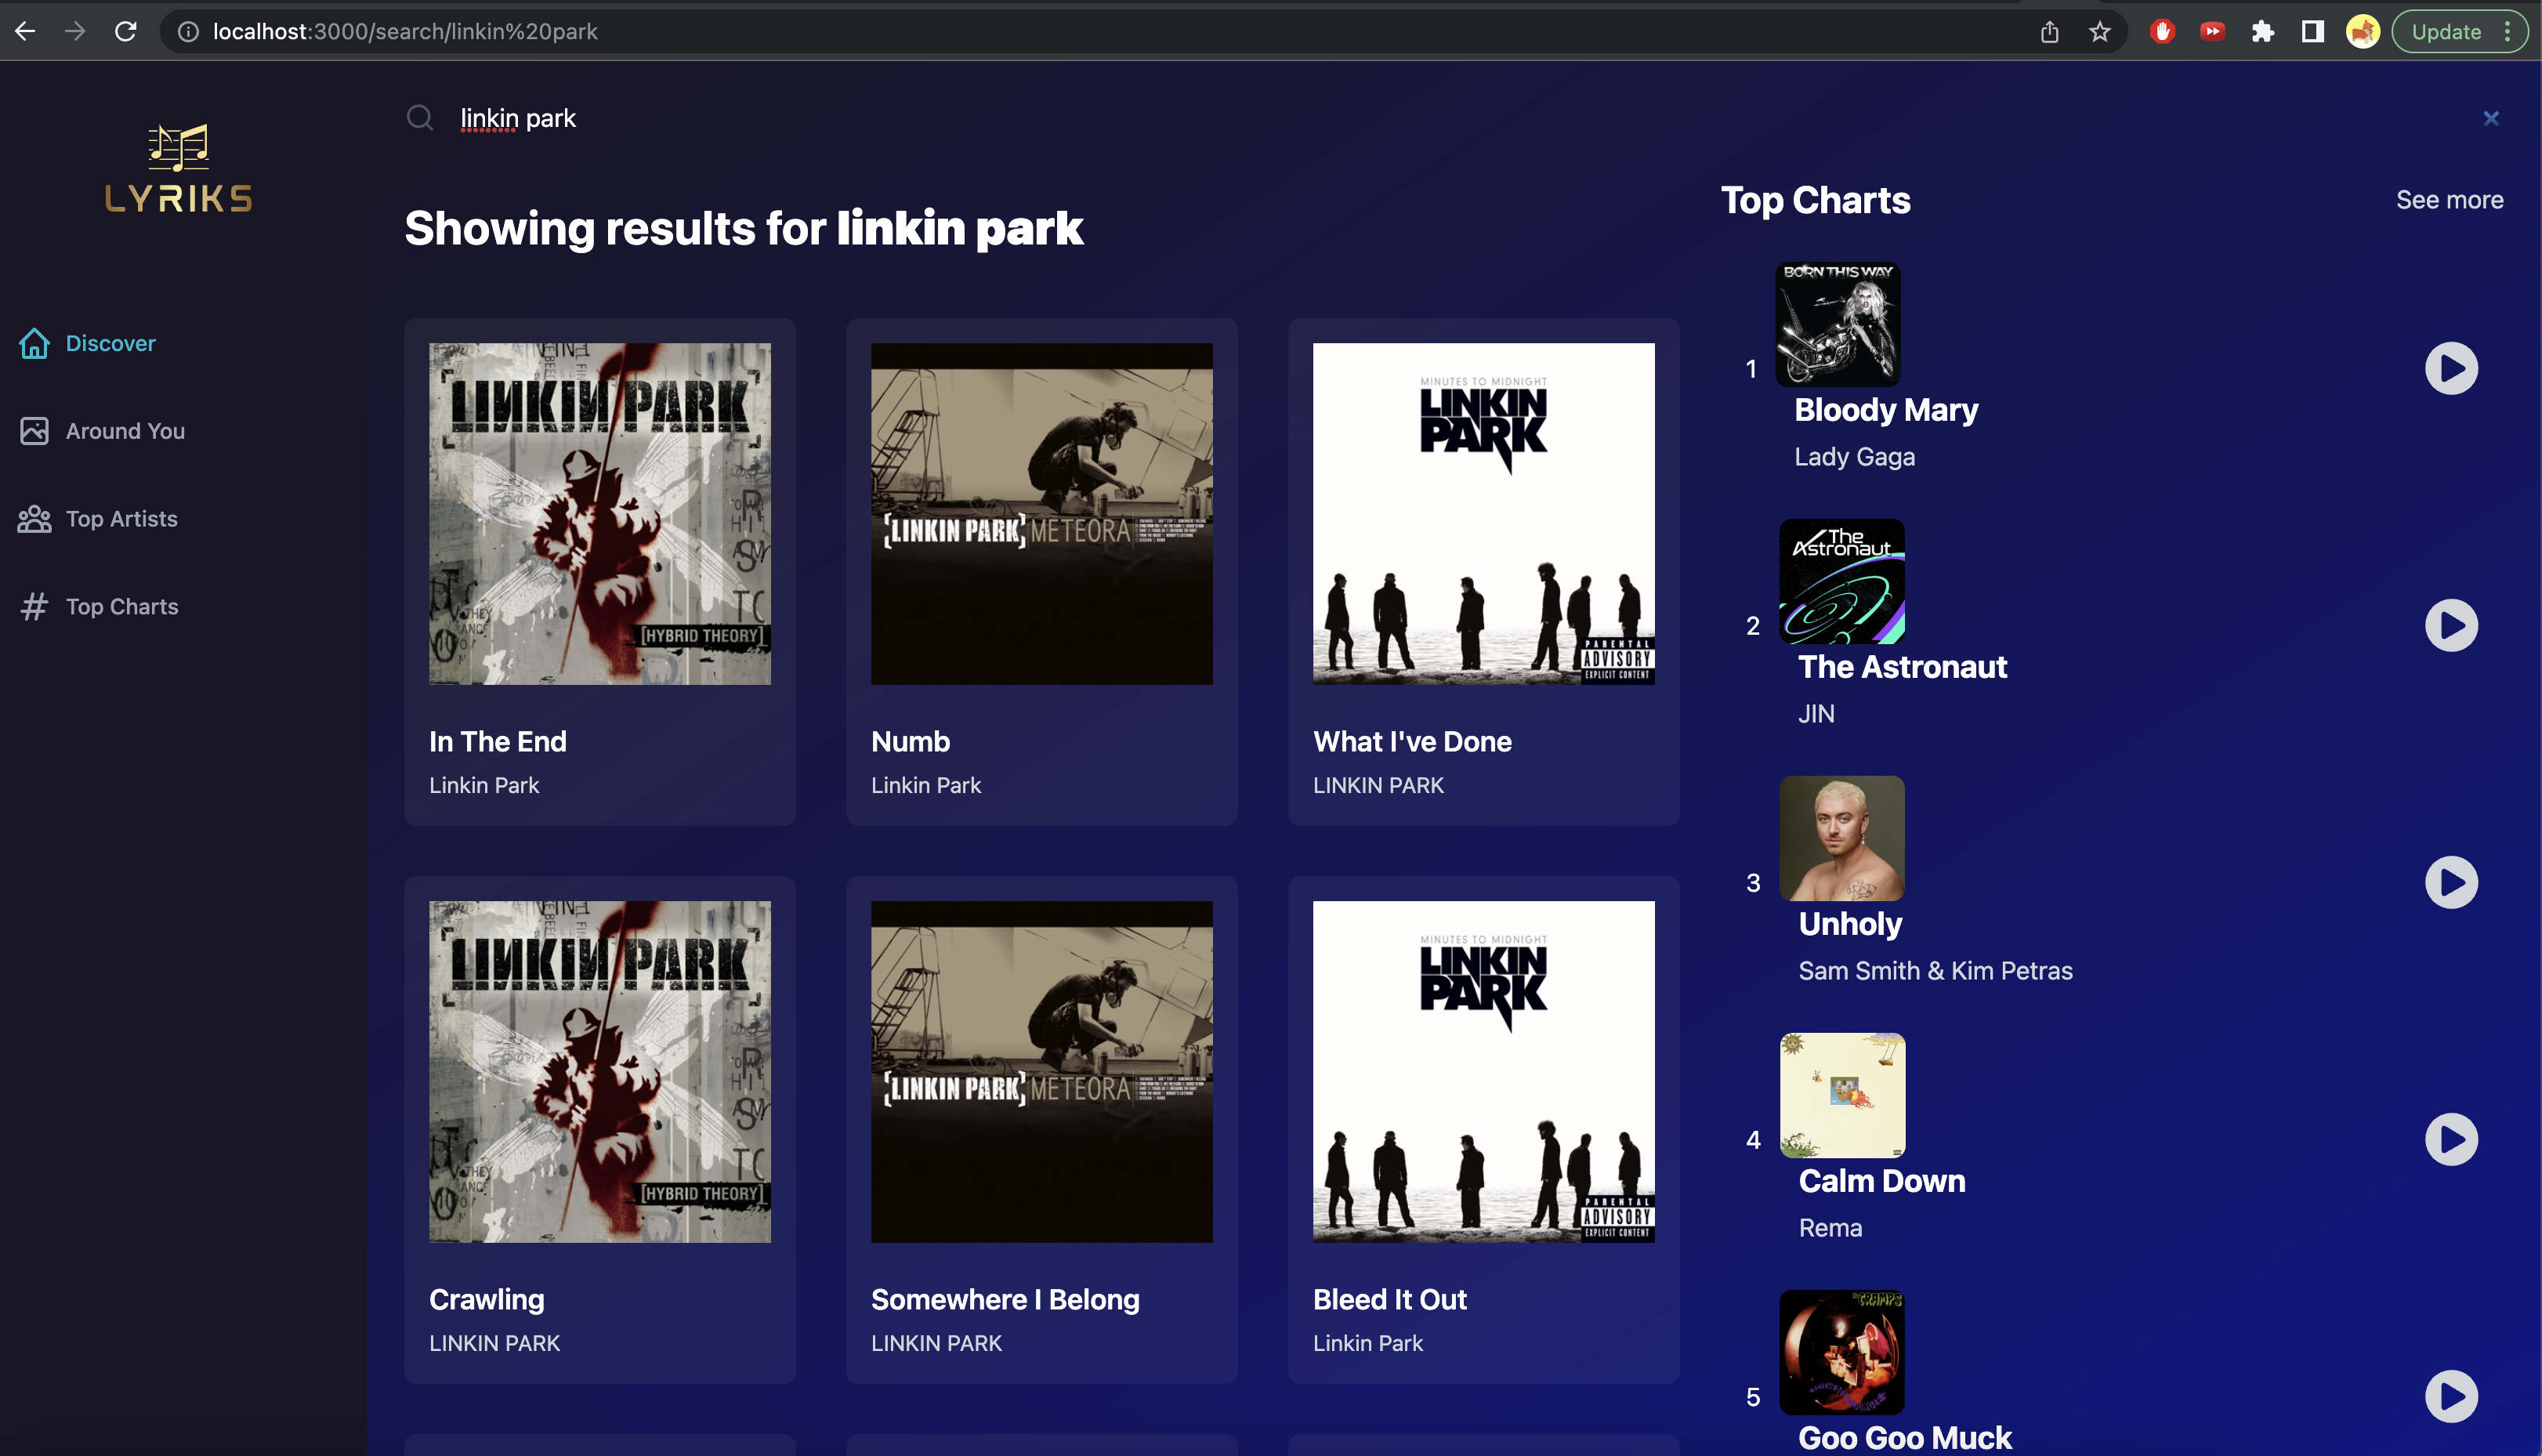 localhost:3000/search/linkin%20park
Update
LYRIKS
Discover
Around You
Top Artists
Top Charts
linkin park
Showing results for linkin park
LINKIN PARK
[HYBRID THEORY]
In The End
Linkin Park
[LINKIN PARK] METEORA
Numb
Linkin Park
MINUTES TO MIDNIGHT
LINKIN
PARK
PARENTAL
ADVISORY
EXPLICIT CONTENT
What I've Done
LINKIN PARK
LINKIN PARK
[HYBRID THEORY]
Crawling
LINKIN PARK
[LINKIN PARK] METEORA
Somewhere I Belong
LINKIN PARK
MINUTES TO MIDNIGHT
LINKIN
PARK
PARENTAL
ADVISORY
EXPLICIT CONTENT
Bleed It Out
Linkin Park
Top Charts
See more
1
BORN THIS WAY
Bloody Mary
Lady Gaga
2
The
Astronaut
The Astronaut
JIN
3
Unholy
Sam Smith & Kim Petras
4
Calm Down
Rema
5
CRAMPS
Goo Goo Muck